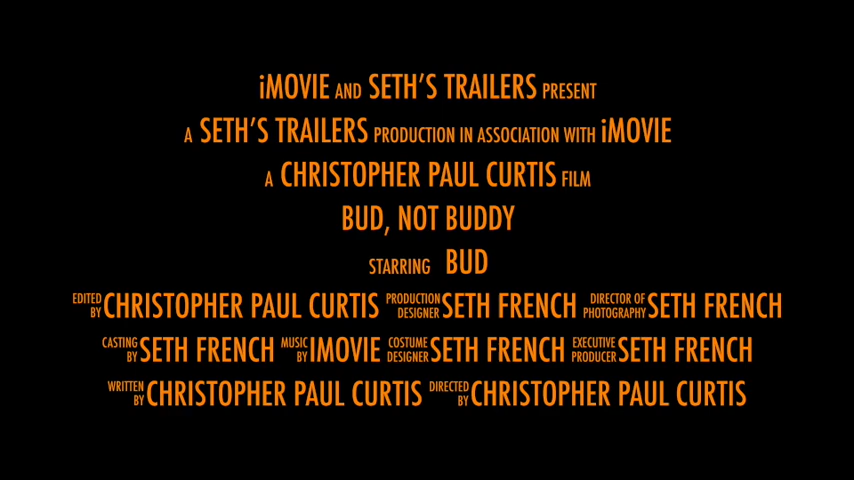 iMOVIE AND SETH'S TRAILERS PRESENT
A SETH'S TRAILERS PRODUCTION IN ASSOCIATION WITH iMOVIE
A CHRISTOPHER PAUL CURTIS FILM
BUD, NOT BUDDY
STARRING BUD
EDITED BY CHRISTOPHER PAUL CURTIS PRODUCTION DESIGNER SETH FRENCH DIRECTOR OF PHOTOGRAPHY SETH FRENCH
CASTING BY SETH FRENCH MUSIC BY IMOVIE COSTUME DESIGNER SETH FRENCH EXECUTIVE PRODUCER SETH FRENCH
WRITTEN BY CHRISTOPHER PAUL CURTIS DIRECTED BY CHRISTOPHER PAUL CURTIS